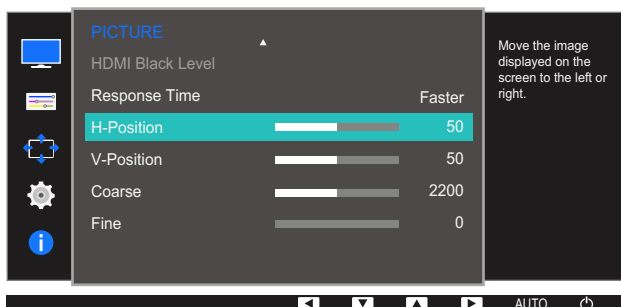 PICTURE
HDMI Black Level
Response Time Faster
H-Position 50
V-Position 50
Coarse 2200
Fine 0
Move the image
displayed on the
screen to the left or
right.
i
AUTO